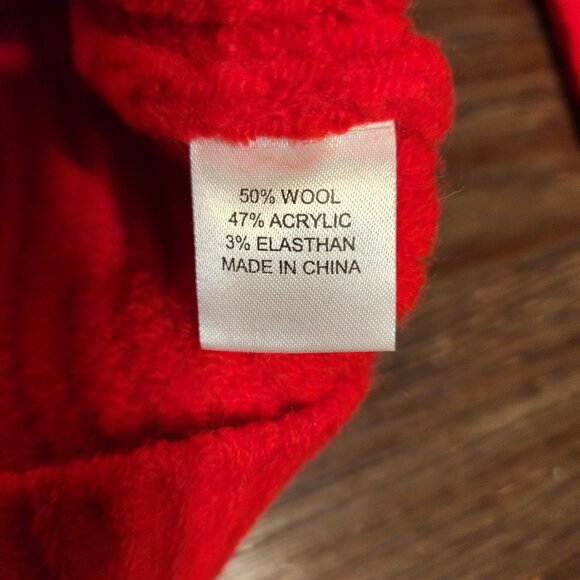 50% WOOL
47% ACRYLIC
3% ELASTHAN
MADE IN CHINA